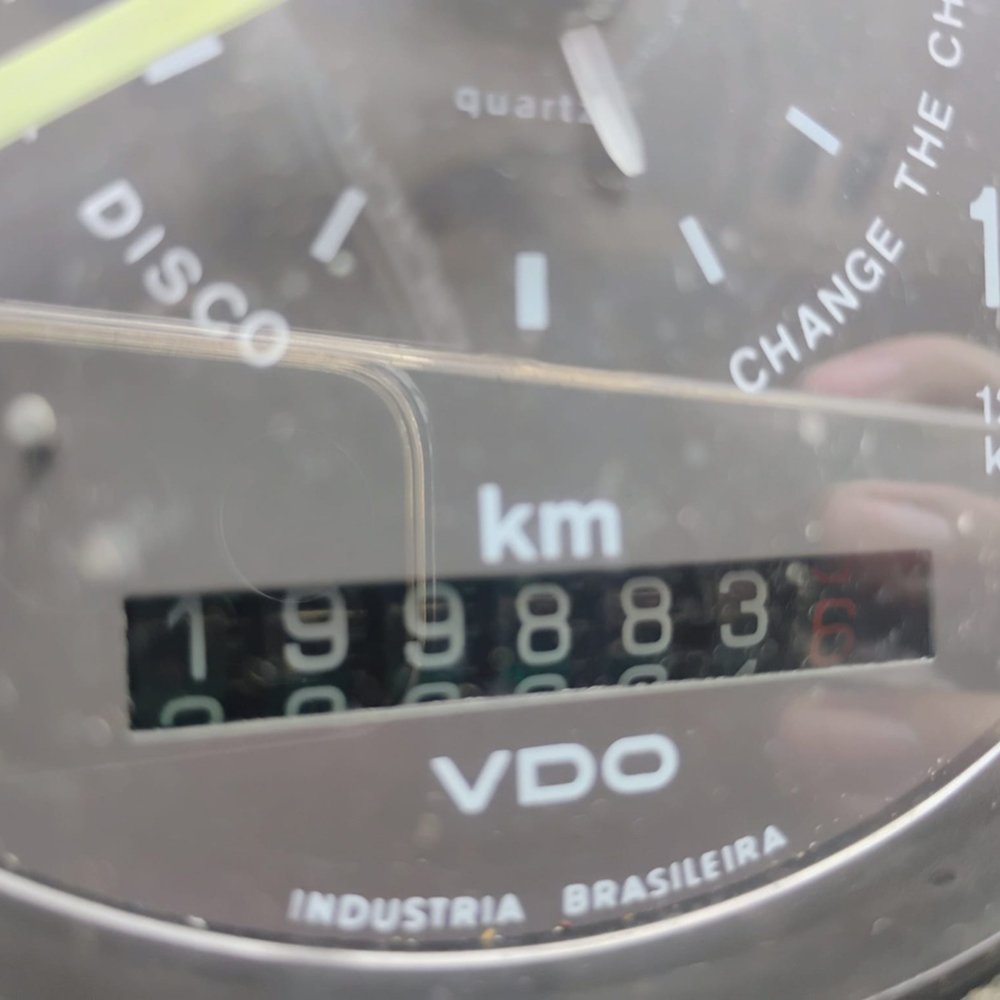 quartz
DISCO
CHANGE THE CH
km
1998836
VDO
INDUSTRIA BRASILEIRA